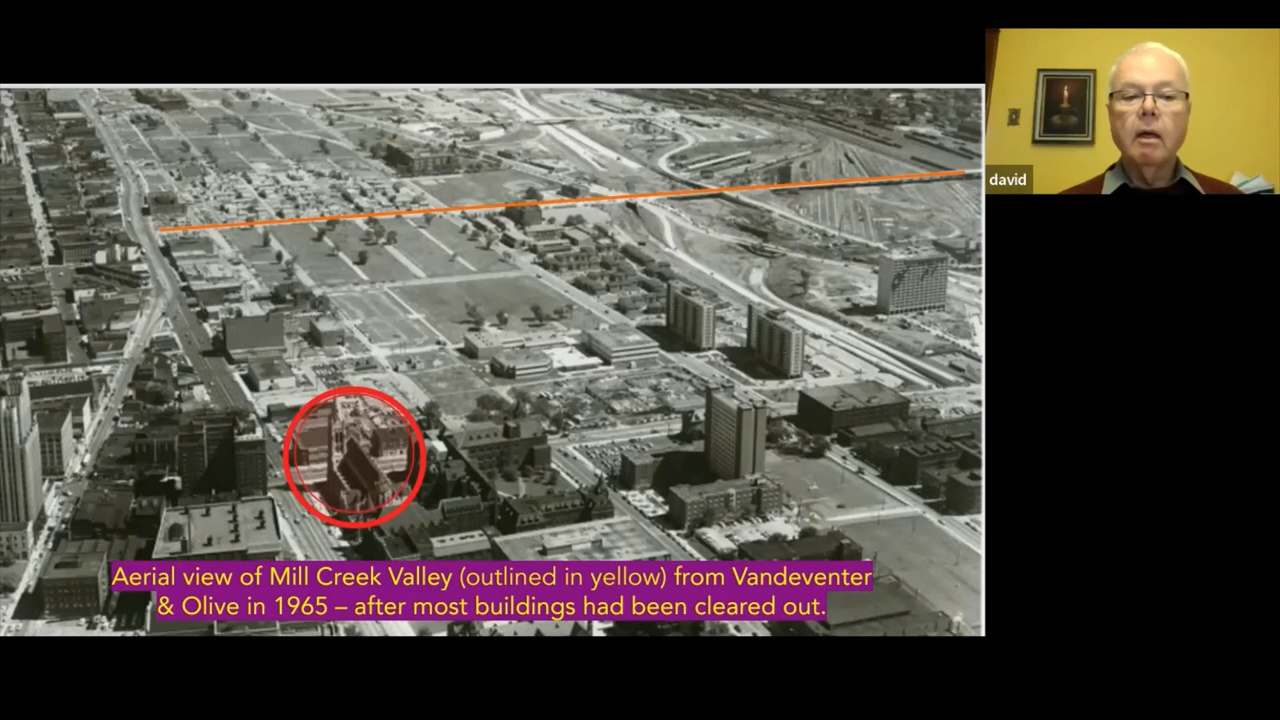 david
Aerial view of Mill Creek Valley (outlined in yellow) from Vandeventer
& Olive in 1965 – after most buildings had been cleared out.